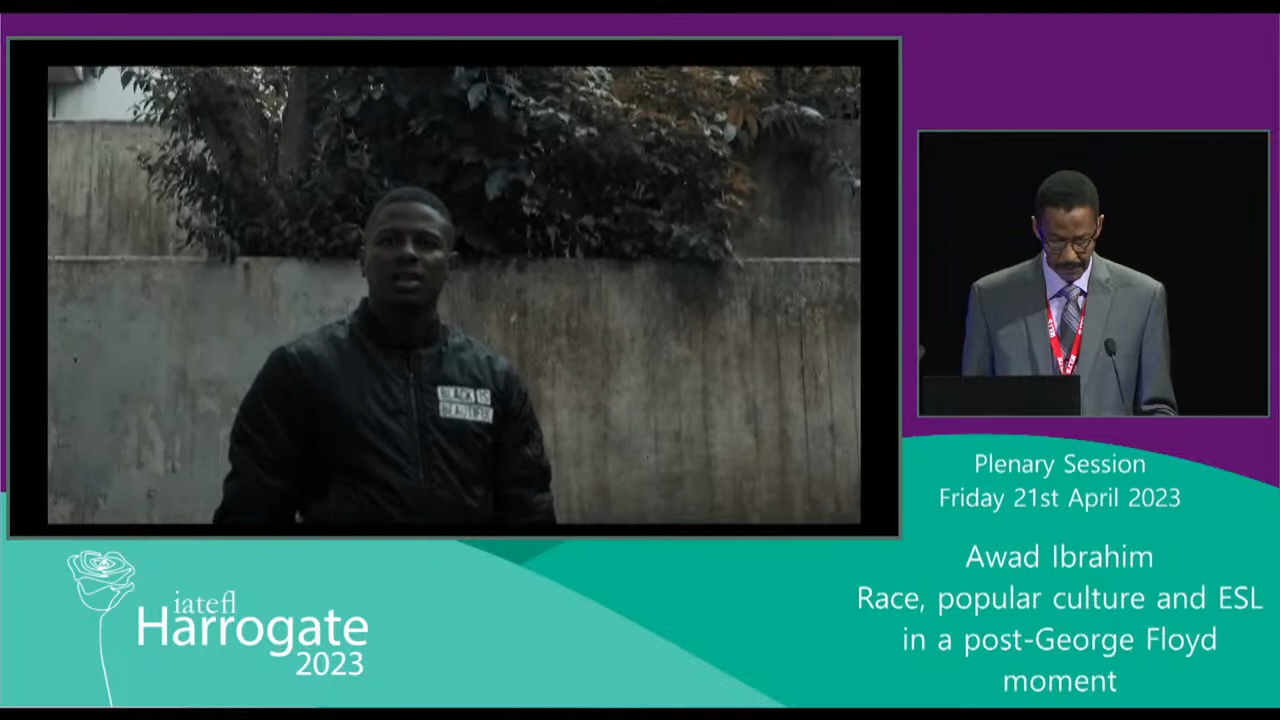 BLACK IS
BEAUTIFUL
Plenary Session
Friday 21st April 2023
Awad Ibrahim
Race, popular culture and ESL
in a post-George Floyd
moment
iatefl
Harrogate
2023